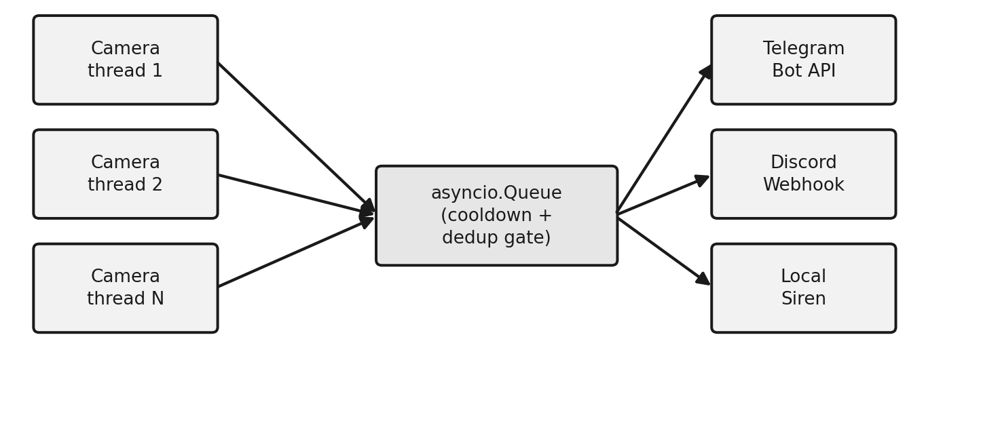 Camera
thread 1
Camera
thread 2
Camera
thread N
asyncio.Queue
(cooldown +
dedup gate)
Telegram
Bot API
Discord
Webhook
Local
Siren